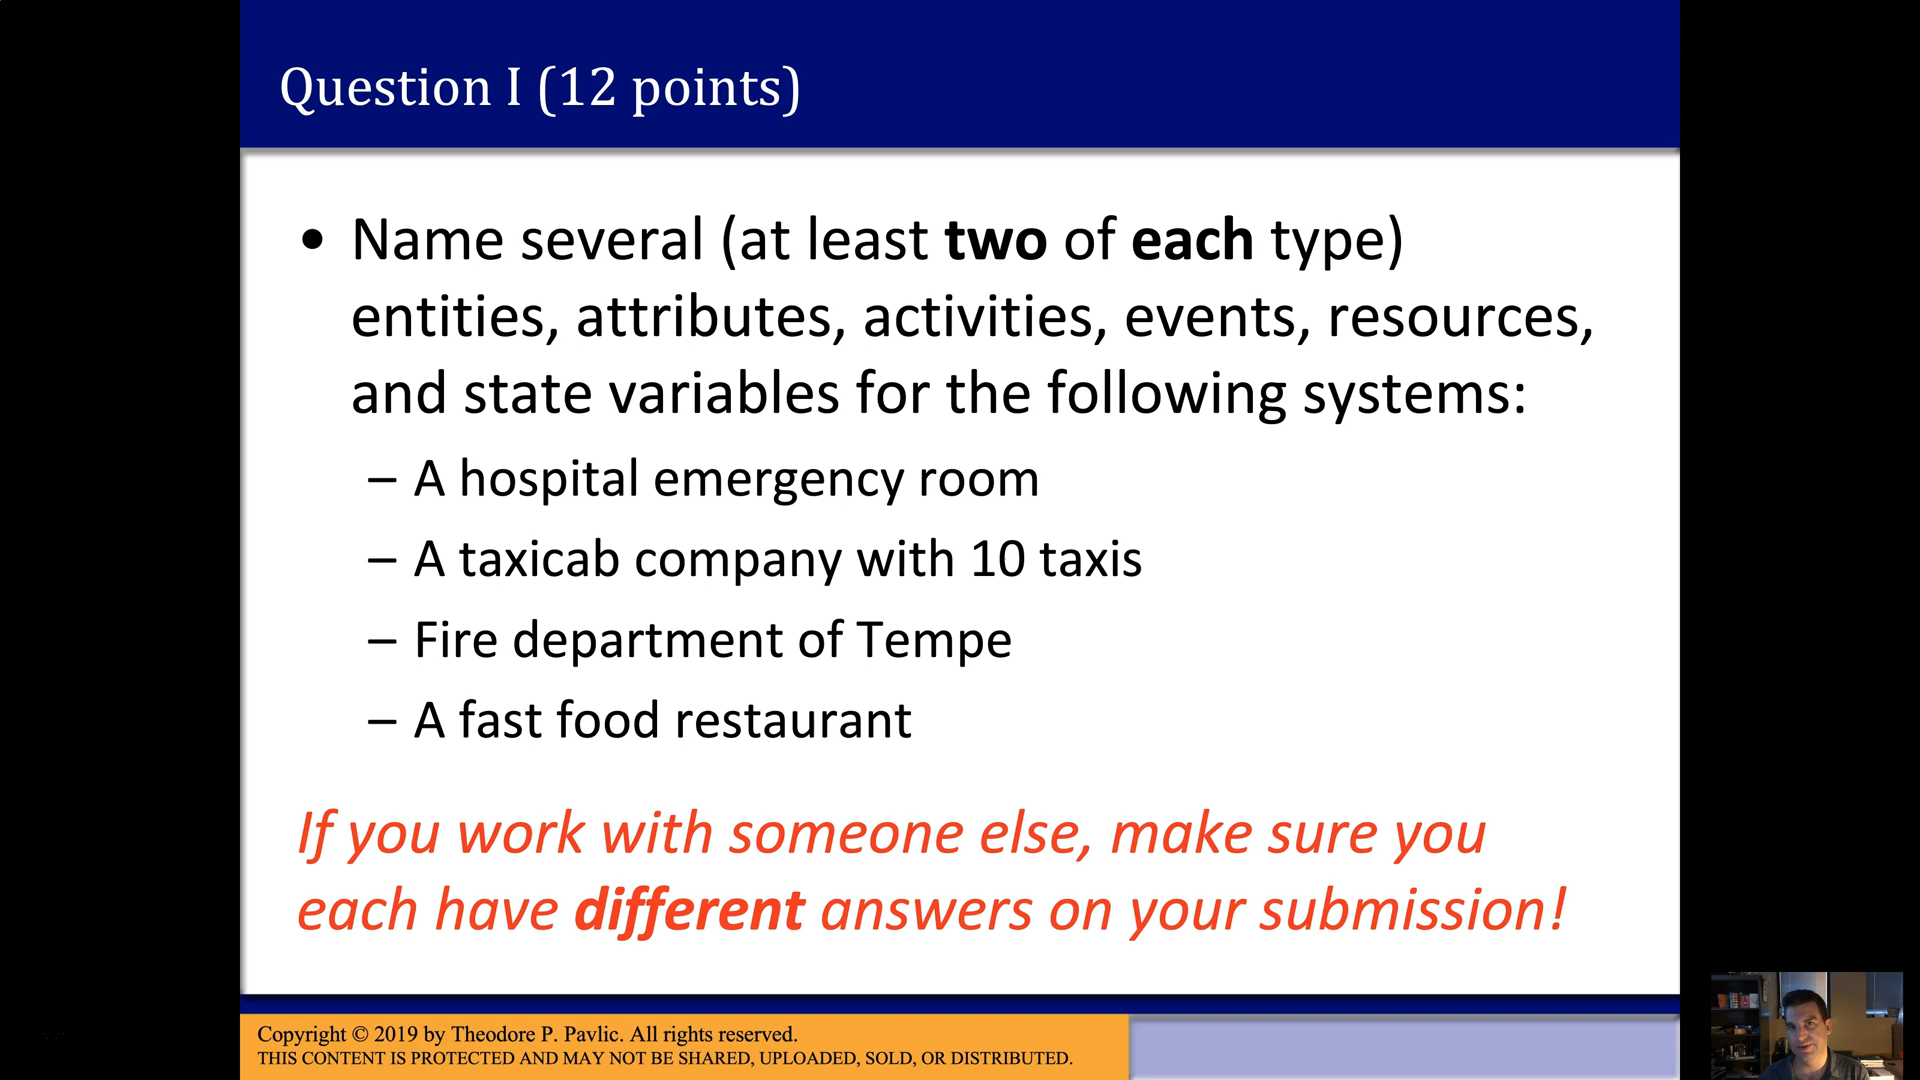 Question I (12 points)
• Name several (at least two of each type)
entities, attributes, activities, events, resources,
and state variables for the following systems:
– A hospital emergency room
– A taxicab company with 10 taxis
– Fire department of Tempe
– A fast food restaurant
If you work with someone else, make sure you
each have different answers on your submission!
Copyright © 2019 by Theodore P. Pavlic. All rights reserved.
THIS CONTENT IS PROTECTED AND MAY NOT BE SHARED, UPLOADED, SOLD, OR DISTRIBUTED.